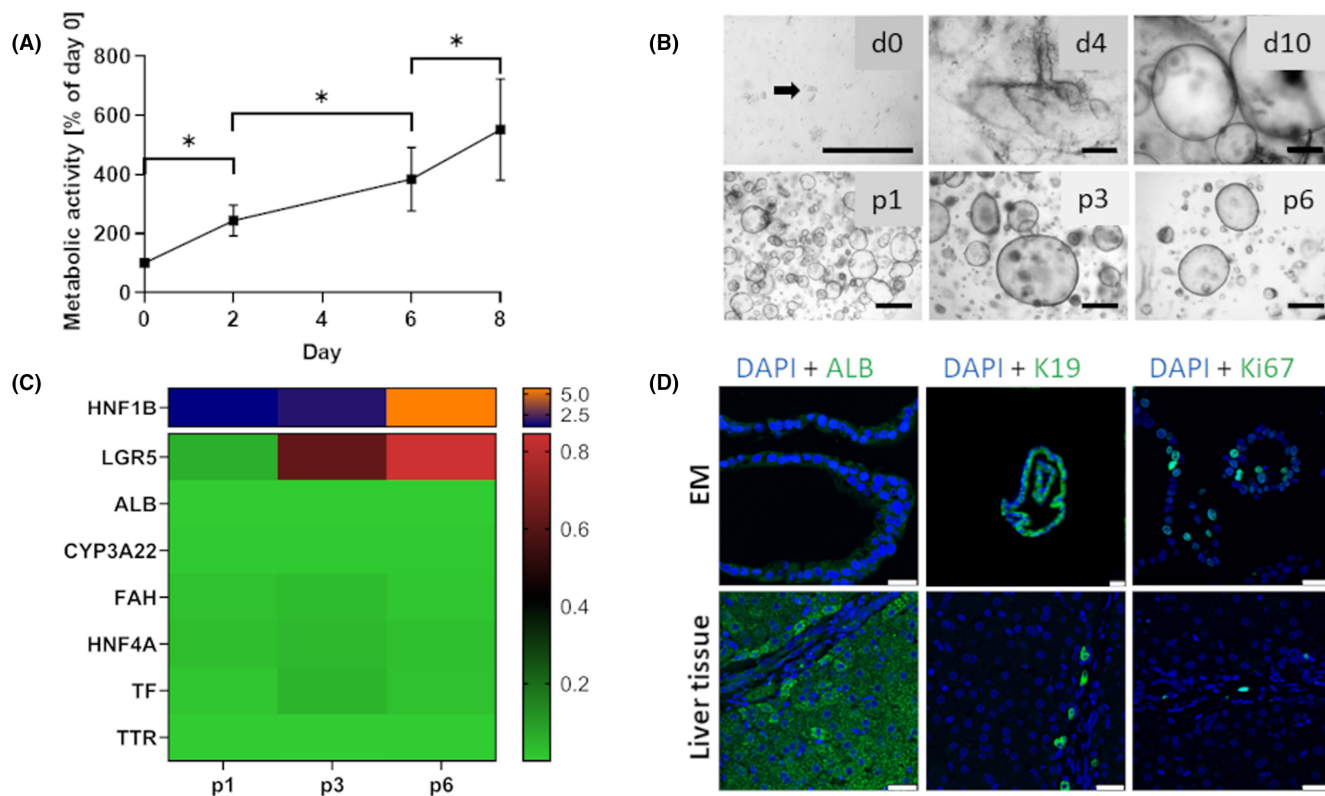 (A)
Metabolic activity [% of day 0]
800
600
400
200
0
* * *
0 2 4 6 8
Day
(B)
d0 d4 d10
p1 p3 p6
(C)
HNF1B
LGR5
ALB
CYP3A22
FAH
HNF4A
TF
TTR
p1 p3 p6
5.0
2.5
0.8
0.6
0.4
0.2
(D)
DAPI + ALB DAPI + K19 DAPI + Ki67
EM
Liver tissue